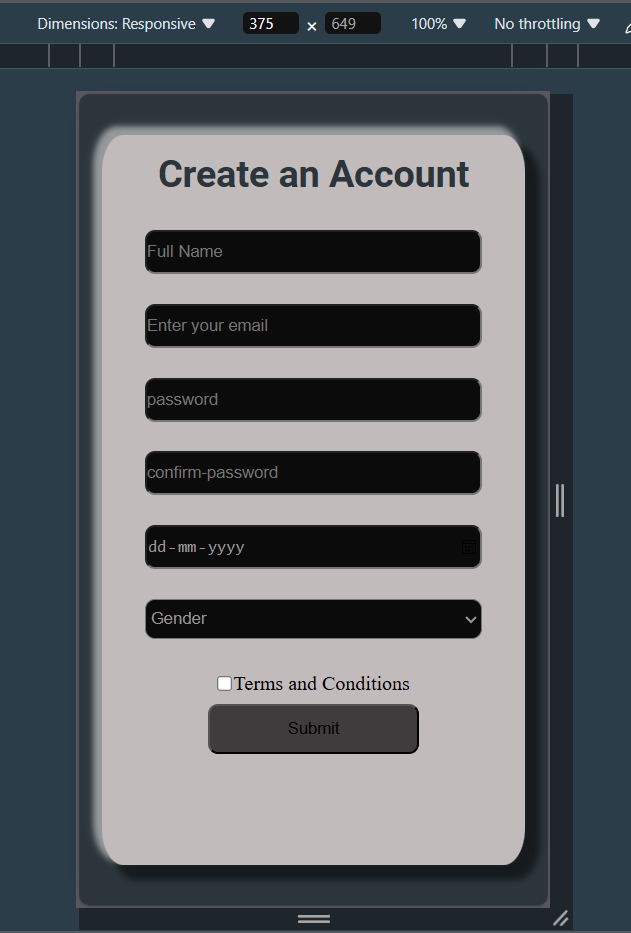 Dimensions: Responsive 375 × 649 100% No throttling
Create an Account
Full Name
Enter your email
password
confirm-password
dd-mm-yyyy
Gender
Terms and Conditions
Submit